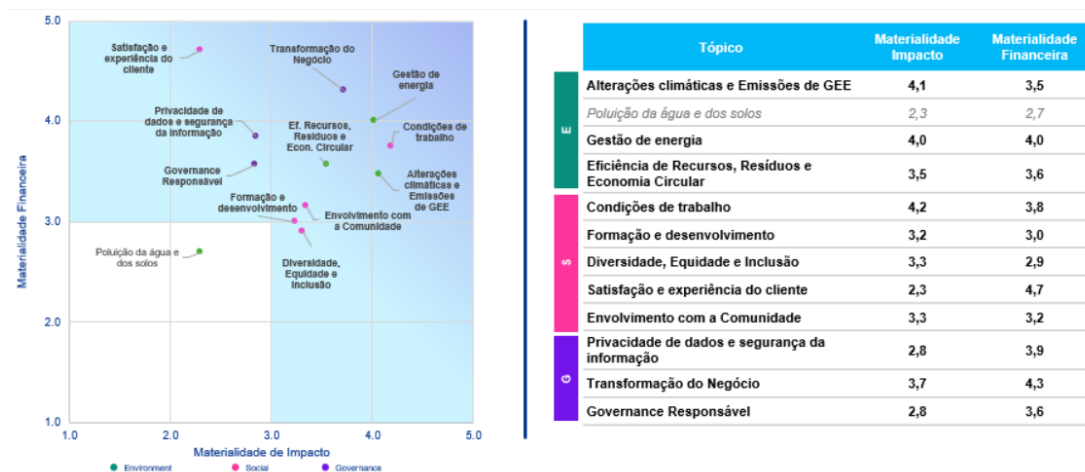 5.0
4.0
3.0
2.0
1.0
1.0
2.0
3.0
4.0
5.0
Materialidade Financeira
Materialidade de Impacto
Satisfação e
experiência do
cliente
Transformação do
Negócio
Gestão de
energia
Privacidade de
dados e segurança
da informação
Ef. Recursos,
Resíduos e
Econ. Circular
Condições de
trabalho
Governance
Responsável
Alterações
climáticas e
Emissões
de GEE
Formação e
desenvolvimento
Envolvimento com
a Comunidade
Poluição da água e
dos solos
Diversidade,
Equidade e
Inclusão
Environment
Social
Governance
Tópico
Materialidade
Impacto
Materialidade
Financeira
E
Alterações climáticas e Emissões de GEE 4,1 3,5
Poluição da água e dos solos 2,3 2,7
Gestão de energia 4,0 4,0
Eficiência de Recursos, Resíduos e
Economia Circular 3,5 3,6
S
Condições de trabalho 4,2 3,8
Formação e desenvolvimento 3,2 3,0
Diversidade, Equidade e Inclusão 3,3 2,9
Satisfação e experiência do cliente 2,3 4,7
Envolvimento com a Comunidade 3,3 3,2
G
Privacidade de dados e segurança da
informação 2,8 3,9
Transformação do Negócio 3,7 4,3
Governance Responsável 2,8 3,6